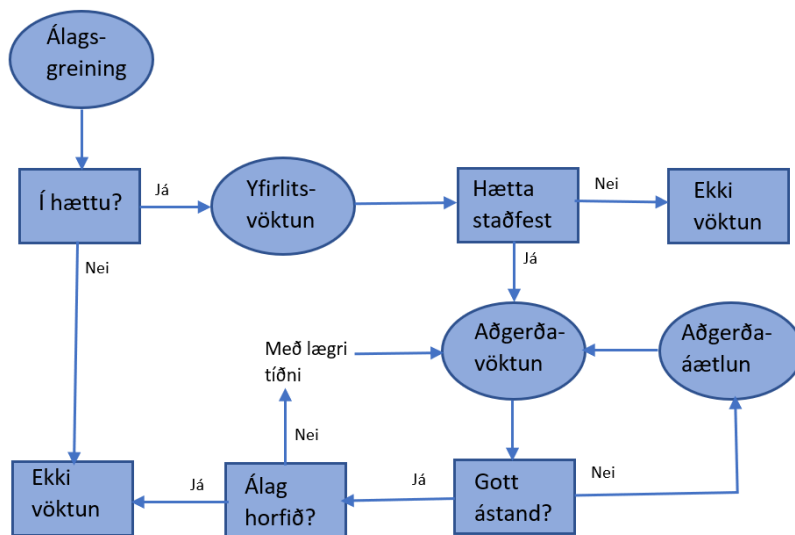 Álags-
greining
Í hættu?
Já
Yfirlits-
vöktun
Hætta
staðfest
Nei
Ekki
vöktun
Nei
Já
Með lægri
tíðni
Aðgerða-
vöktun
Aðgerða-
áætlun
Nei
Ekki
vöktun
Já
Álag
horfið?
Já
Gott
ástand?
Nei